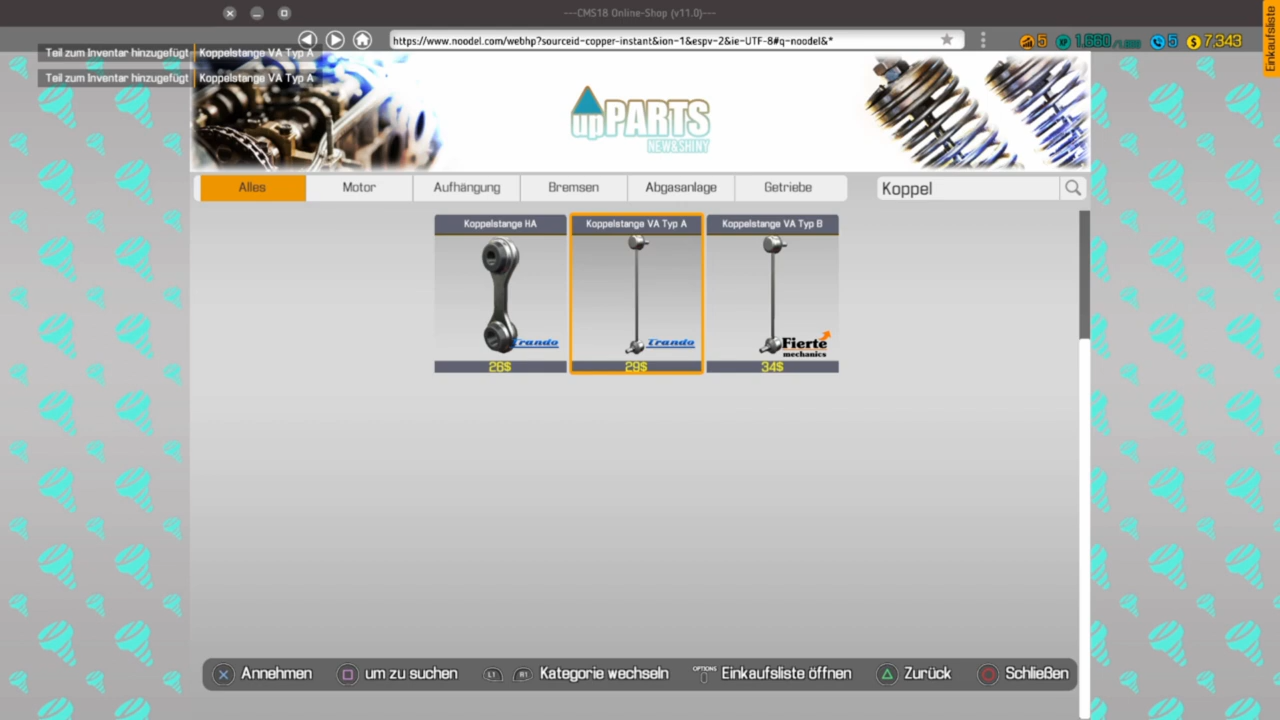 ---CMS18 Online-Shop (v11.0)---
Einkaufsliste
https://www.noodel.com/webhp?sourceid-copper-instant&ion-1&espv-2&ie-UTF-8#q-noodel&*
5
XP 1,660
5
$ 7,343
Teil zum Inventar hinzugefügt Koppelstange VA Typ A
Teil zum Inventar hinzugefügt Koppelstange VA Typ A
upPARTS
NEW&SHINY
Alles Motor Aufhängung Bremsen Abgasanlage Getriebe
Koppel
Koppelstange HA Koppelstange VA Typ A Koppelstange VA Typ B
Trando Trando Fierte
mechanics
26$ 29$ 34$
Annehmen um zu suchen L1 R1 Kategorie wechseln OPTIONS Einkaufsliste öffnen Zurück Schließen